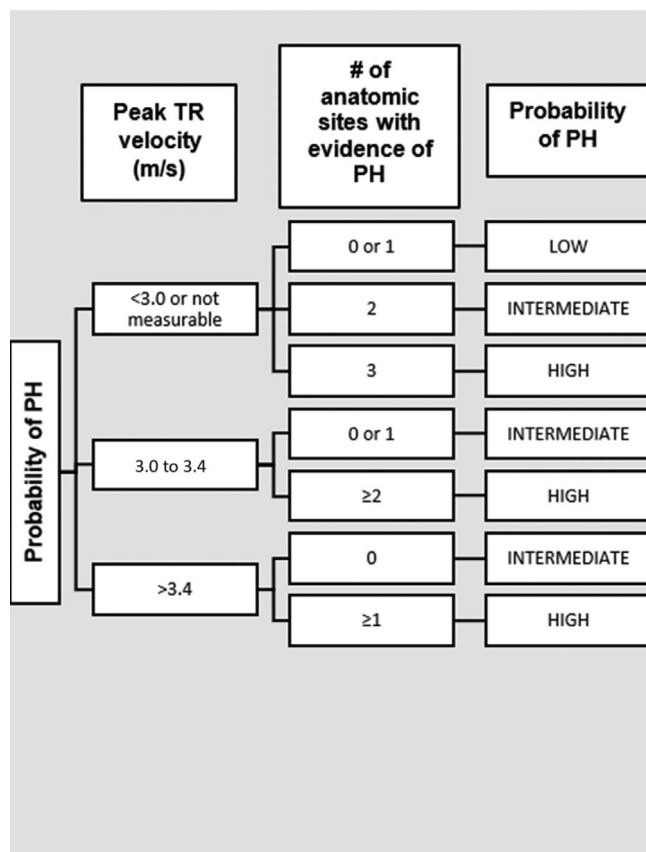 Peak TR
velocity
(m/s)
# of
anatomic
sites with
evidence of
PH
Probability
of PH
Probability of PH
<3.0 or not
measurable
0 or 1
LOW
2
INTERMEDIATE
3
HIGH
3.0 to 3.4
0 or 1
INTERMEDIATE
≥2
HIGH
>3.4
0
INTERMEDIATE
≥1
HIGH